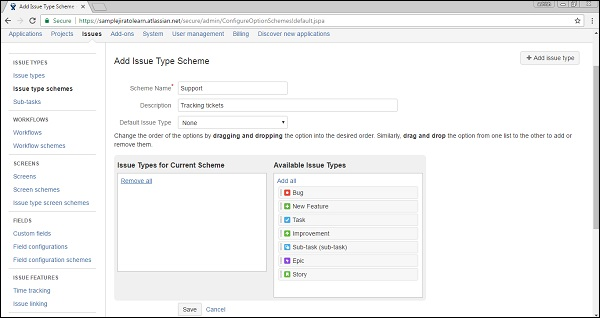 Add Issue Type Scheme
Secure https://samplejiratolearn.atlassian.net/secure/admin/ConfigureOptionSchemes!default.jspa
Applications Projects Issues Add-ons System User management Billing Discover new applications
ISSUE TYPES
Issue types
Issue type schemes
Sub-tasks
WORKFLOWS
Workflows
Workflow schemes
SCREENS
Screens
Screen schemes
Issue type screen schemes
FIELDS
Custom fields
Field configurations
Field configuration schemes
ISSUE FEATURES
Time tracking
Issue linking
Add Issue Type Scheme
+ Add issue type
Scheme Name* Support
Description Tracking tickets
Default Issue Type None
Change the order of the options by dragging and dropping the option into the desired order. Similarly, drag and drop the option from one list to the other to add or
remove them.
Issue Types for Current Scheme
Remove all
Available Issue Types
Add all
Bug
New Feature
Task
Improvement
Sub-task (sub-task)
Epic
Story
Save Cancel